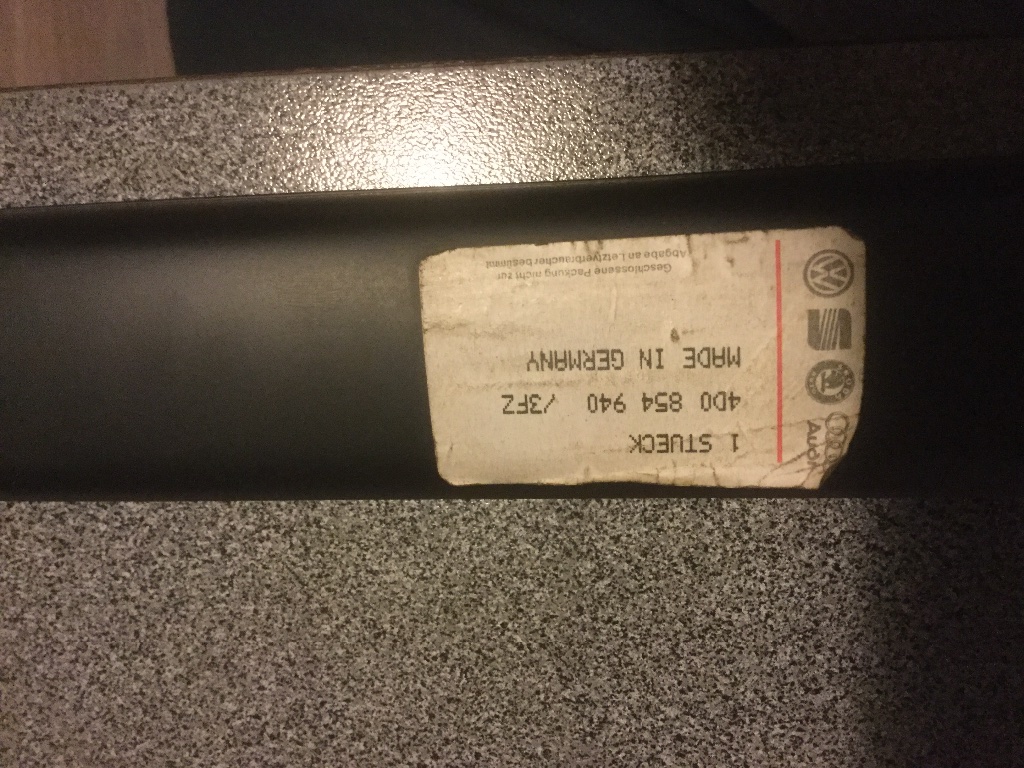 1 STUECK
4D0 854 940 /3FZ
MADE IN GERMANY
Geschlossene Packung nicht zur
Abgabe an Letztverbraucher bestimmt
Audi